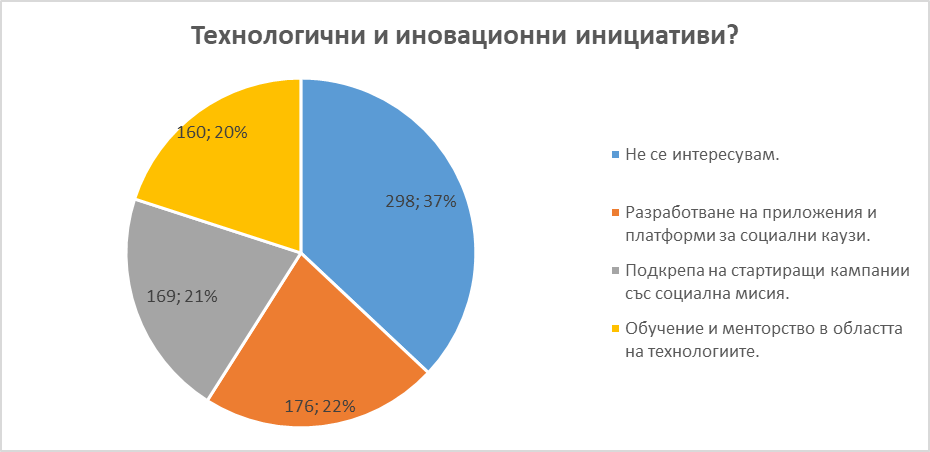 Технологични и иновационни инициативи?
160; 20%
298; 37%
169; 21%
176; 22%
Не се интересувам.
Разработване на приложения и
платформи за социални каузи.
Подкрепа на стартиращи кампании
със социална мисия.
Обучение и менторство в областта
на технологиите.